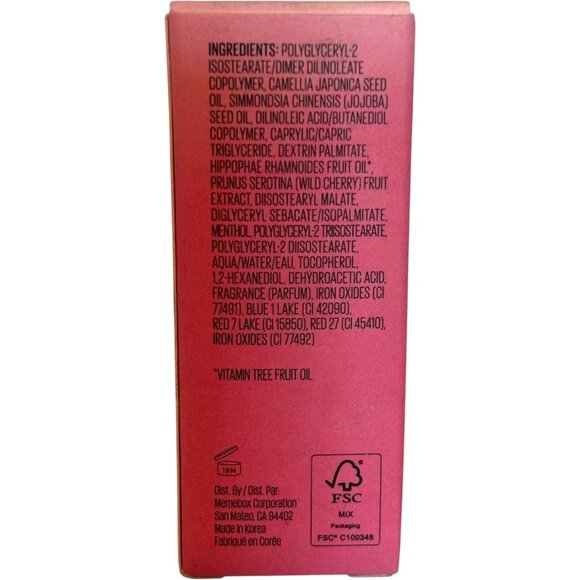 INGREDIENTS: POLYGLYCERYL-2
ISOSTEARATE/DIMER DILINOLEATE
COPOLYMER, CAMELLIA JAPONICA SEED
OIL, SIMMONDSIA CHINENSIS (JOJOBA)
SEED OIL, DILINOLEIC ACID/BUTANEDIOL
COPOLYMER, CAPRYLIC/CAPRIC
TRIGLYCERIDE, DEXTRIN PALMITATE,
HIPPOPHAE RHAMNOIDES FRUIT OIL*,
PRUNUS SEROTINA (WILD CHERRY) FRUIT
EXTRACT, DIISOSTEARYL MALATE,
DIGLYCERYL SEBACATE/ISOPALMITATE,
MENTHOL, POLYGLYCERYL-2 TRIISOSTEARATE,
POLYGLYCERYL-2 DIISOSTEARATE,
AQUA/WATER/EAU, TOCOPHEROL,
1,2-HEXANEDIOL, DEHYDROACETIC ACID,
FRAGRANCE (PARFUM), IRON OXIDES (CI
77491), BLUE 1 LAKE (CI 42090),
RED 7 LAKE (CI 15850), RED 27 (CI 45410),
IRON OXIDES (CI 77492)
*VITAMIN TREE FRUIT OIL
18M
Dist. By / Dist. Par:
Memebox Corporation
San Mateo, CA 94402
Made in Korea
Fabriqué en Corée
FSC
MIX
Packaging
FSC® C100348